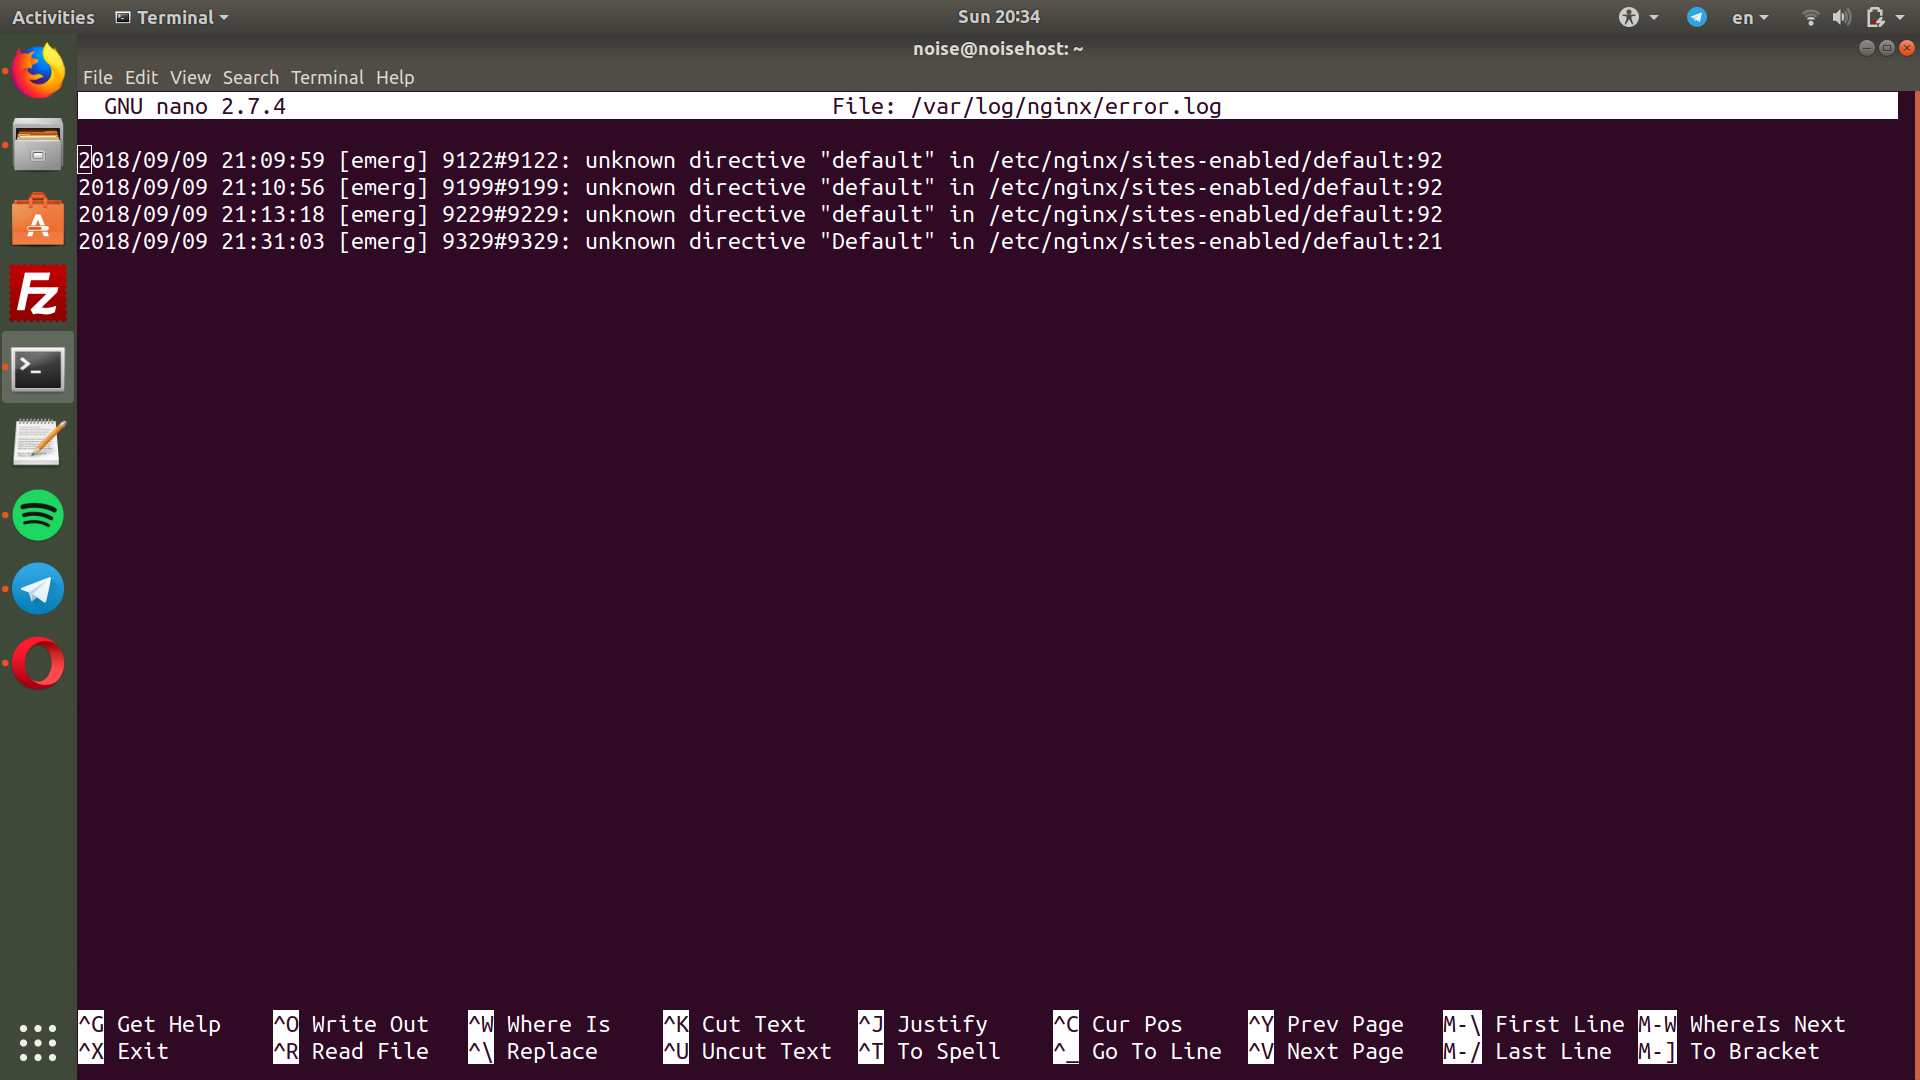 Activities Terminal Sun 20:34 en
noise@noisehost: ~
File Edit View Search Terminal Help
GNU nano 2.7.4 File: /var/log/nginx/error.log
2018/09/09 21:09:59 [emerg] 9122#9122: unknown directive "default" in /etc/nginx/sites-enabled/default:92
2018/09/09 21:10:56 [emerg] 9199#9199: unknown directive "default" in /etc/nginx/sites-enabled/default:92
2018/09/09 21:13:18 [emerg] 9229#9229: unknown directive "default" in /etc/nginx/sites-enabled/default:92
2018/09/09 21:31:03 [emerg] 9329#9329: unknown directive "Default" in /etc/nginx/sites-enabled/default:21
^G Get Help ^O Write Out ^W Where Is ^K Cut Text ^J Justify ^C Cur Pos ^Y Prev Page M-\ First Line M-W WhereIs Next
^X Exit ^R Read File ^\ Replace ^U Uncut Text ^T To Spell ^_ Go To Line ^V Next Page M-/ Last Line M-] To Bracket